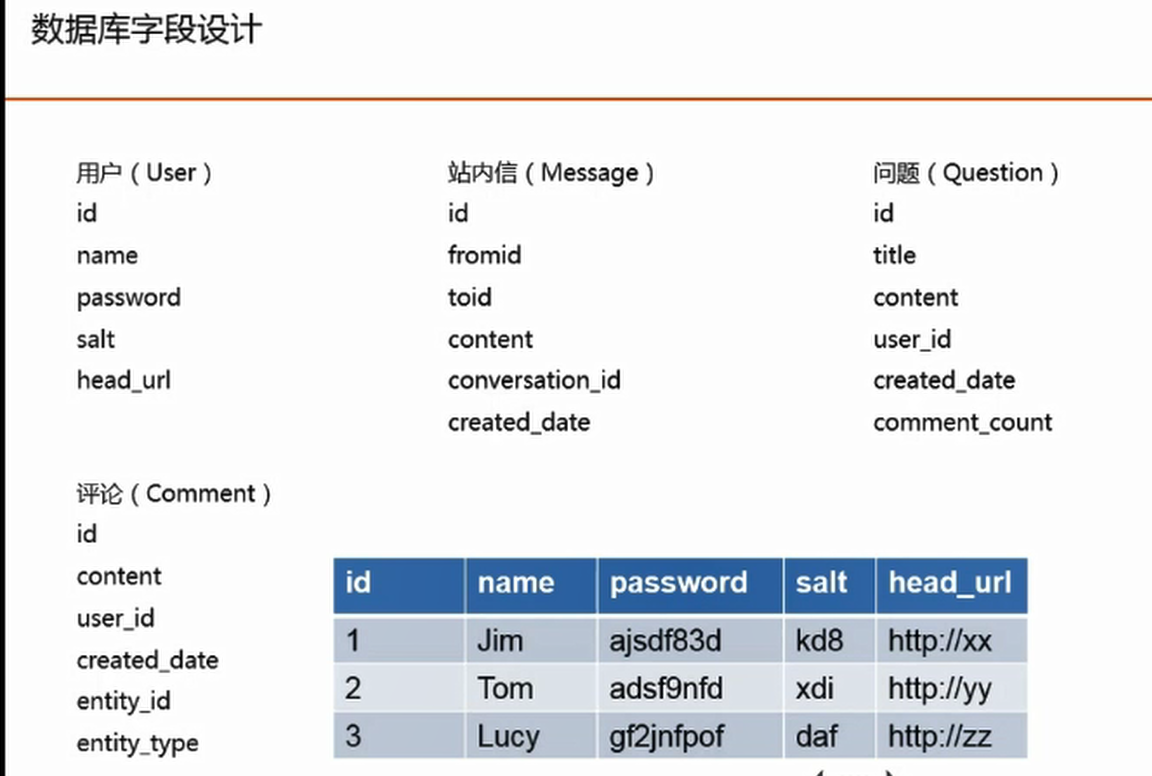 数据库字段设计
用户（User）
id
name
password
salt
head_url
站内信（Message）
id
fromid
toid
content
conversation_id
created_date
问题（Question）
id
title
content
user_id
created_date
comment_count
评论（Comment）
id
content
user_id
created_date
entity_id
entity_type
id name password salt head_url
1 Jim ajsdf83d kd8 http://xx
2 Tom adsf9nfd xdi http://yy
3 Lucy gf2jnfpof daf http://zz